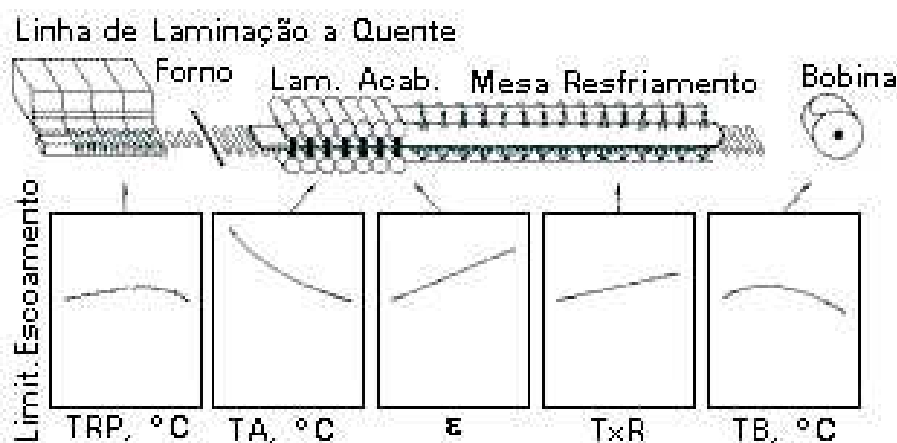 Linha de Laminação a Quente
Forno
Lam. Acab.
Mesa Resfriamento
Bobina
Limit.Escoamento
TRP, °C
TA, °C
ε
TxR
TB, °C